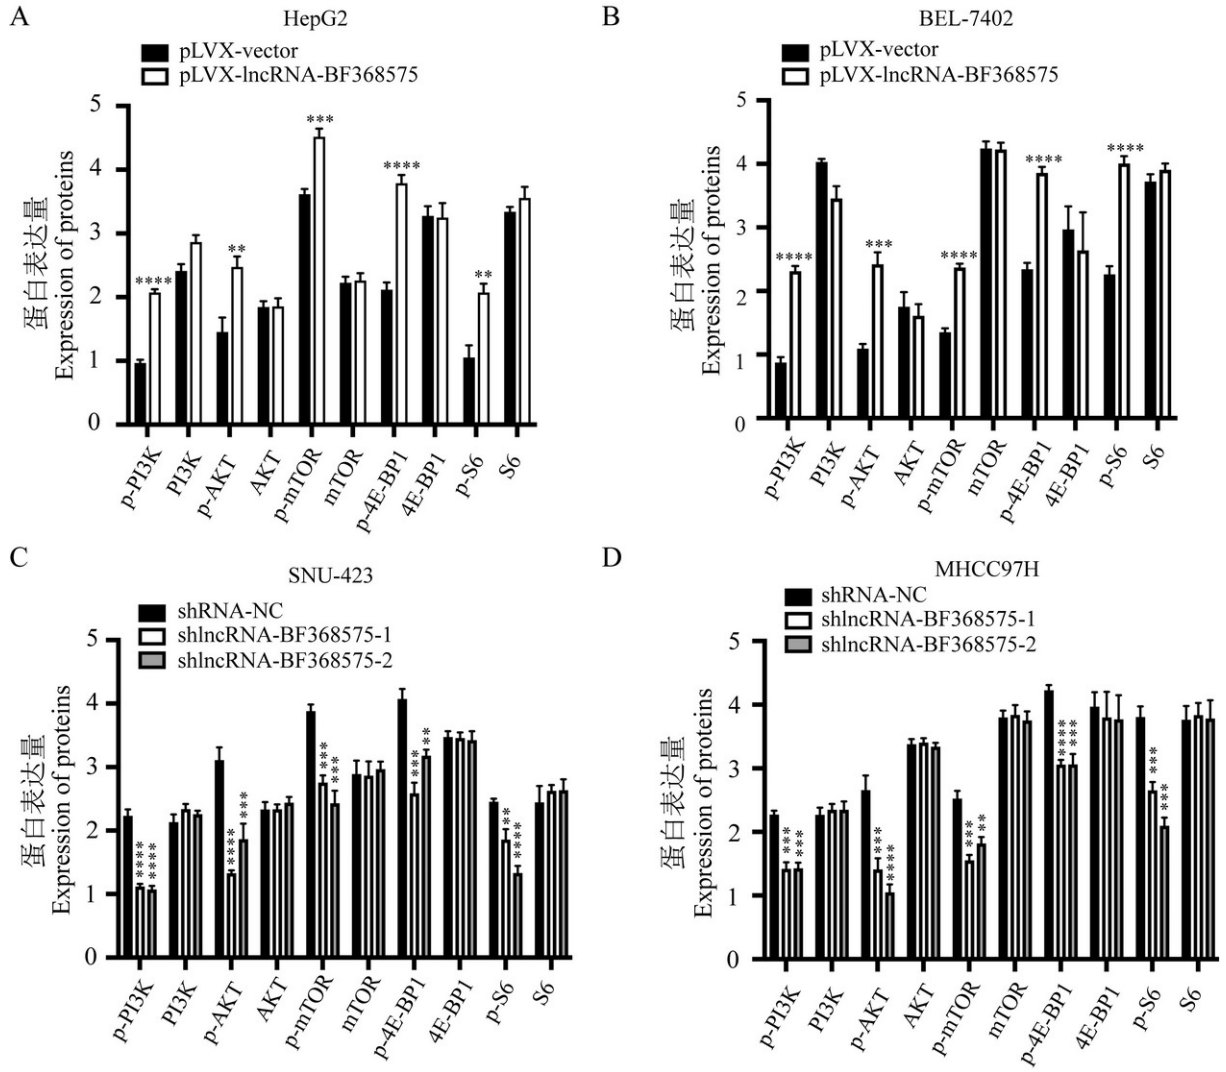 A
HepG2
pLVX-vector
pLVX-lncRNA-BF368575
蛋白表达量
Expression of proteins
5
4
3
2
1
0
****
**
***
****
**
p-PI3K
PI3K
p-AKT
AKT
p-mTOR
mTOR
p-4E-BP1
4E-BP1
p-S6
S6
B
BEL-7402
pLVX-vector
pLVX-lncRNA-BF368575
蛋白表达量
Expression of proteins
5
4
3
2
1
0
****
***
****
****
****
p-PI3K
PI3K
p-AKT
AKT
p-mTOR
mTOR
p-4E-BP1
4E-BP1
p-S6
S6
C
SNU-423
shRNA-NC
shlncRNA-BF368575-1
shlncRNA-BF368575-2
蛋白表达量
Expression of proteins
5
4
3
2
1
0
****
****
****
***
***
***
***
**
**
****
p-PI3K
PI3K
p-AKT
AKT
p-mTOR
mTOR
p-4E-BP1
4E-BP1
p-S6
S6
D
MHCC97H
shRNA-NC
shlncRNA-BF368575-1
shlncRNA-BF368575-2
蛋白表达量
Expression of proteins
5
4
3
2
1
0
***
***
***
****
***
**
****
****
***
***
p-PI3K
PI3K
p-AKT
AKT
p-mTOR
mTOR
p-4E-BP1
4E-BP1
p-S6
S6